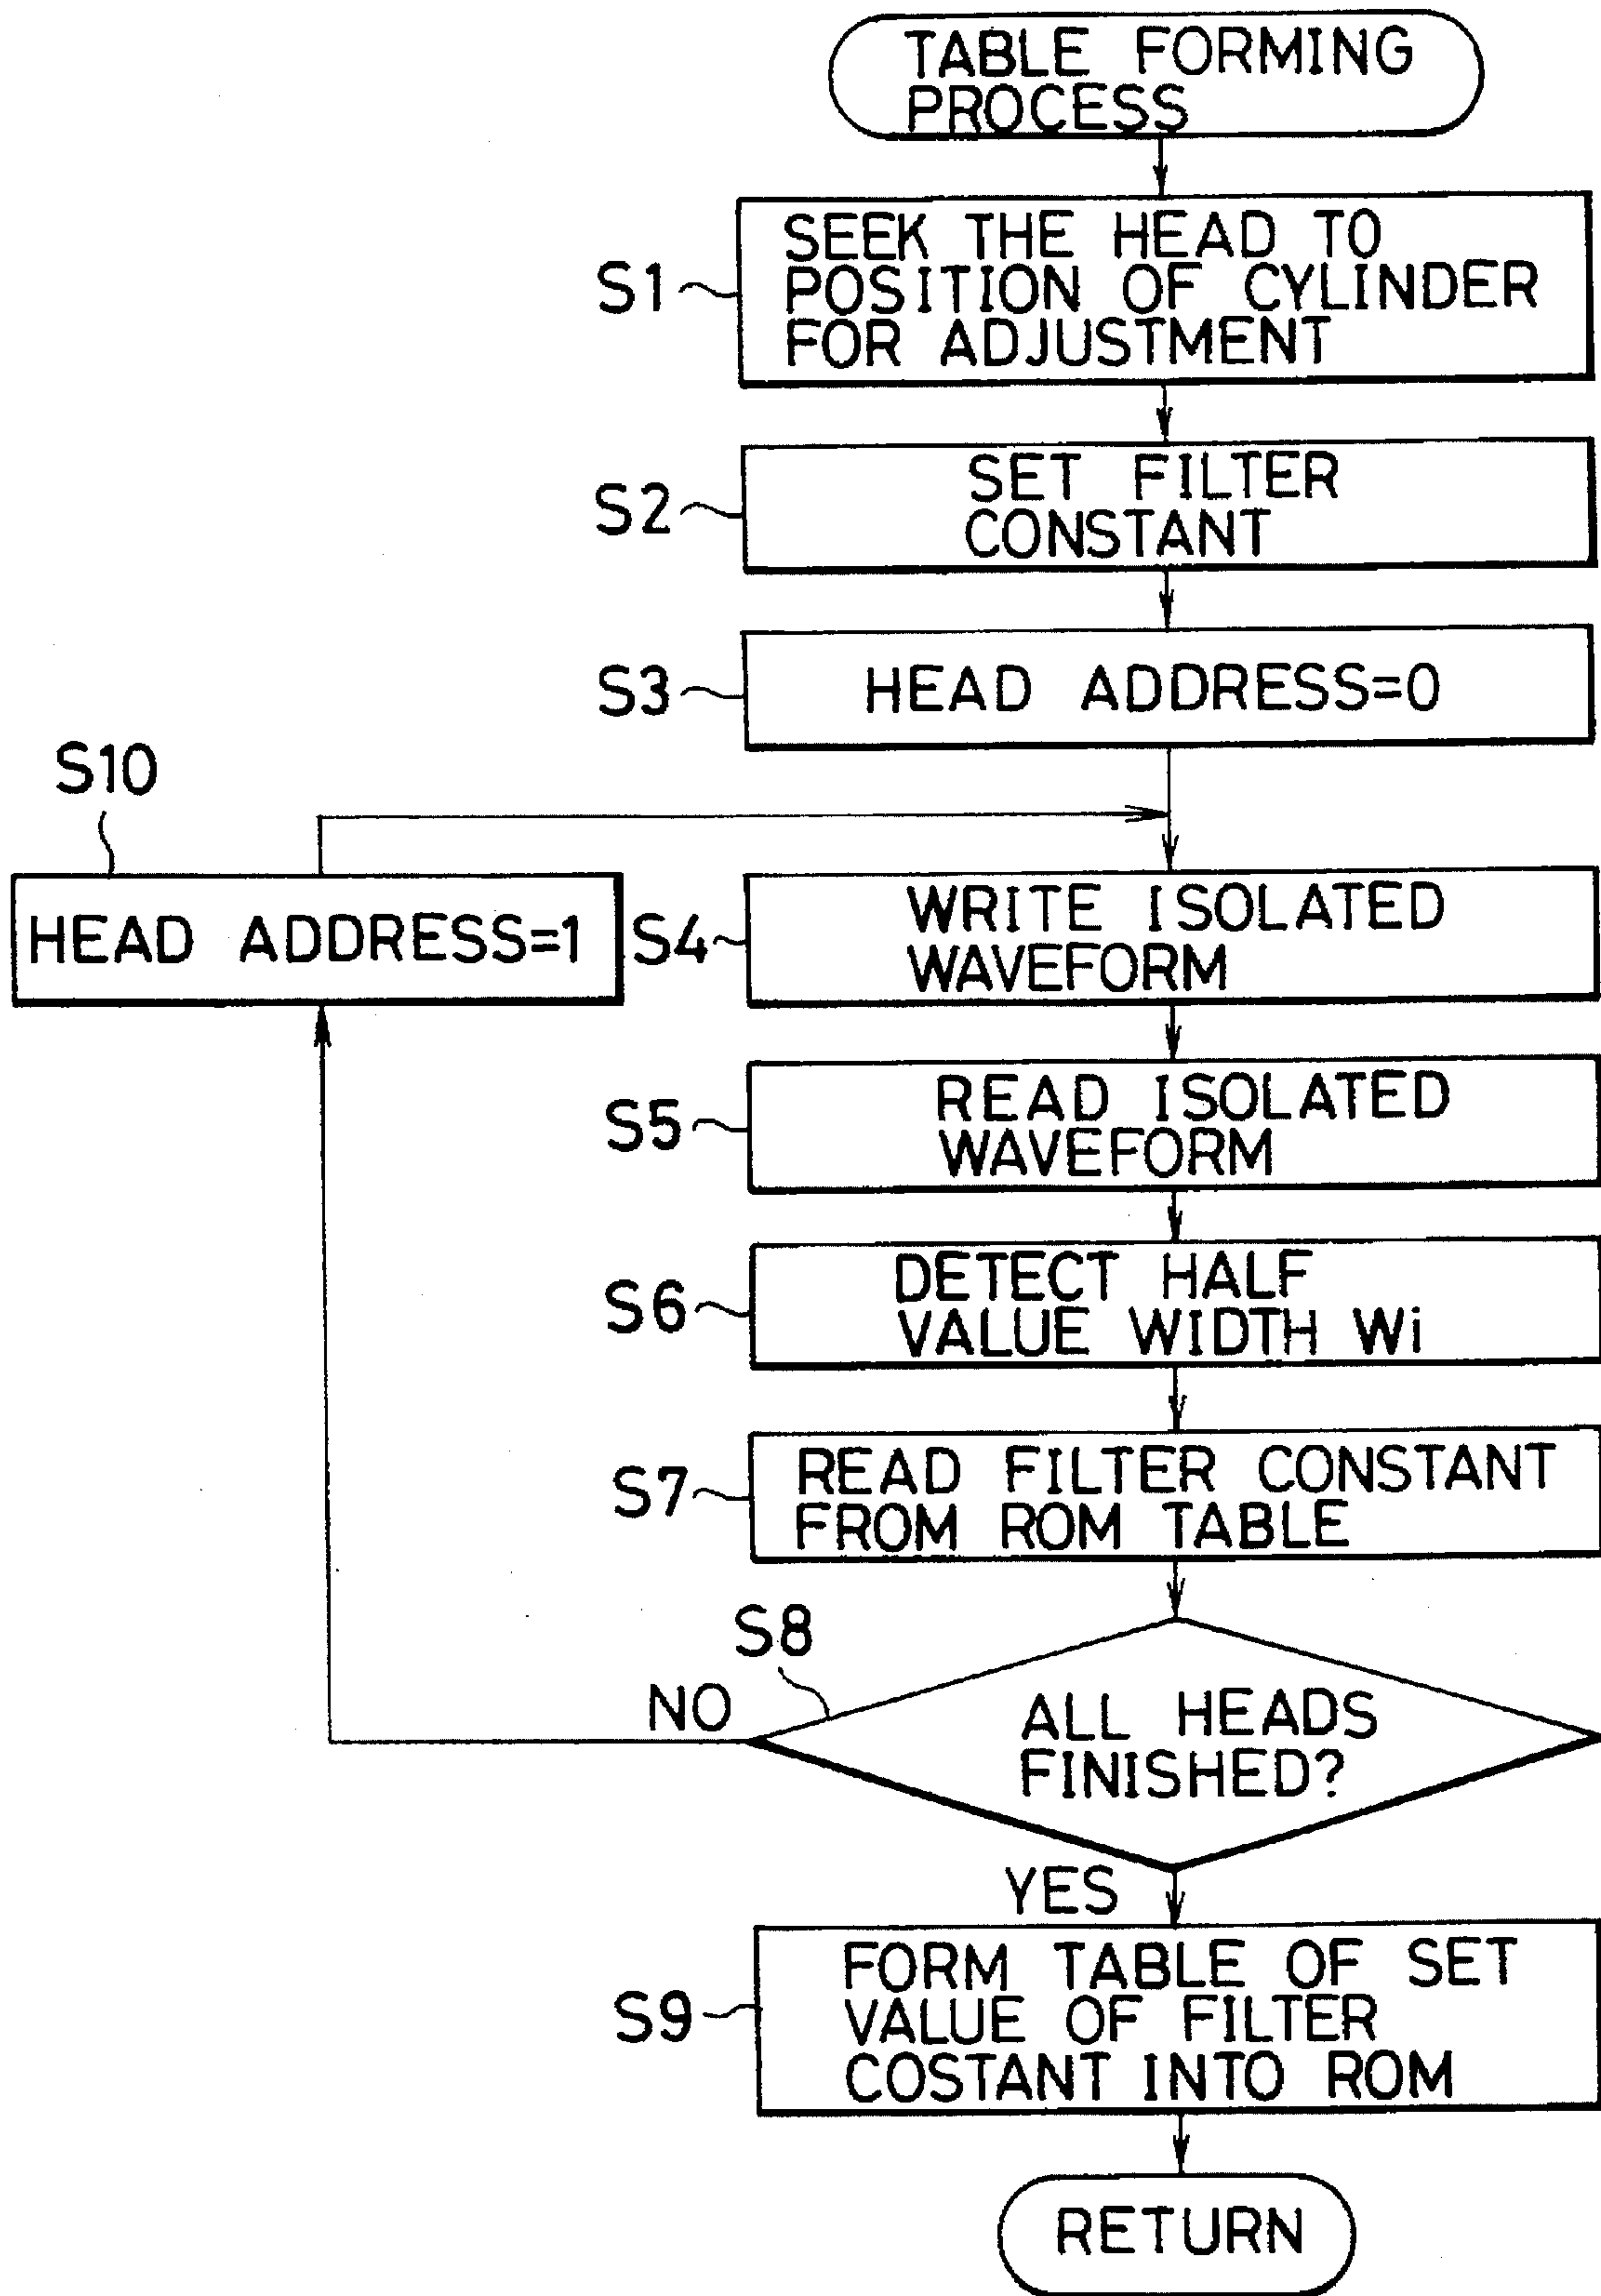 TABLE FORMING
PROCESS
S1
SEEK THE HEAD TO
POSITION OF CYLINDER
FOR ADJUSTMENT
S2
SET FILTER
CONSTANT
S3
HEAD ADDRESS=0
S10
HEAD ADDRESS=1
S4
WRITE ISOLATED
WAVEFORM
S5
READ ISOLATED
WAVEFORM
S6
DETECT HALF
VALUE WIDTH Wi
S7
READ FILTER CONSTANT
FROM ROM TABLE
S8
NO
ALL HEADS
FINISHED?
YES
S9
FORM TABLE OF SET
VALUE OF FILTER
COSTANT INTO ROM
RETURN